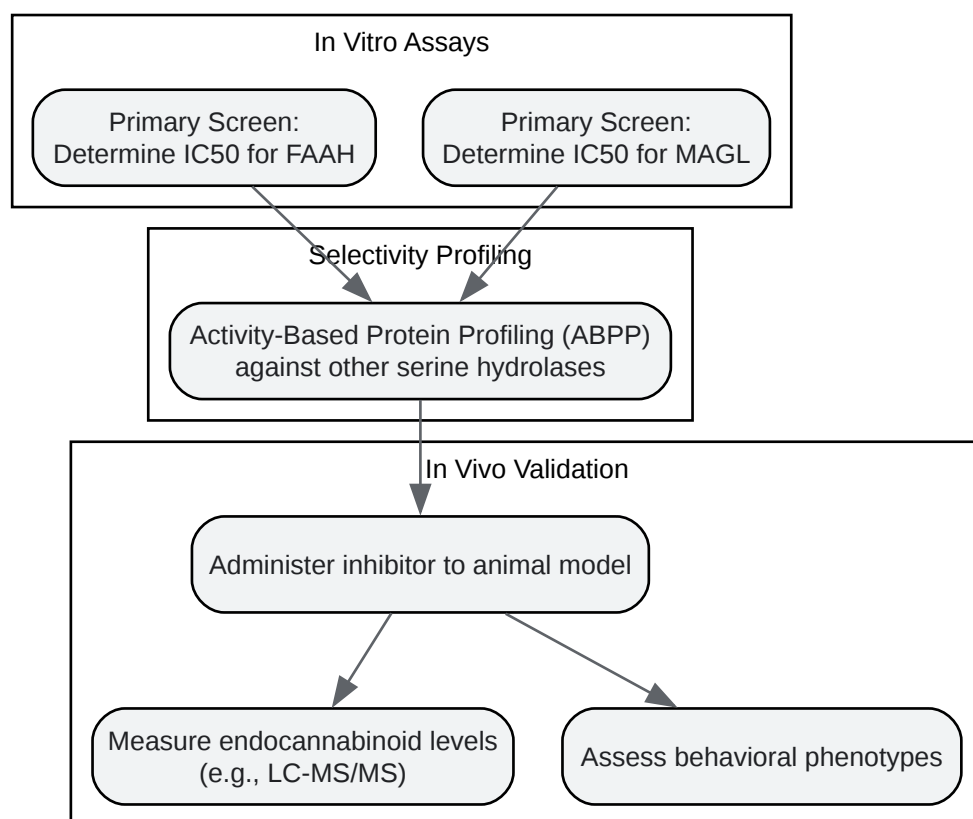 In Vitro Assays
Primary Screen:
Determine IC50 for FAAH
Primary Screen:
Determine IC50 for MAGL
Selectivity Profiling
Activity-Based Protein Profiling (ABPP)
against other serine hydrolases
In Vivo Validation
Administer inhibitor to animal model
Measure endocannabinoid levels
(e.g., LC-MS/MS)
Assess behavioral phenotypes